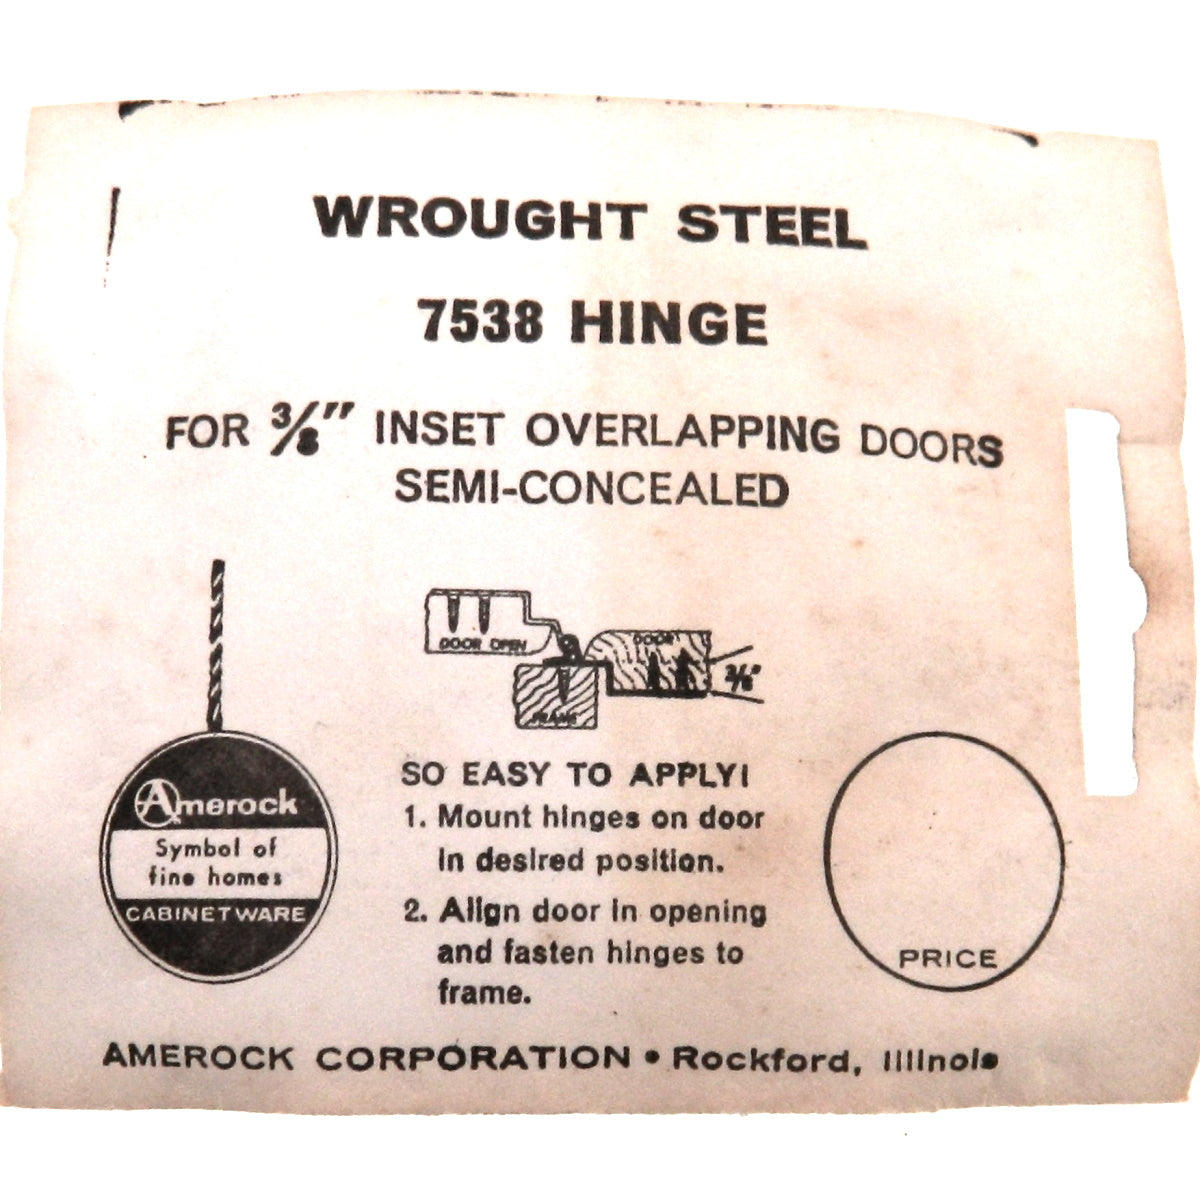 WROUGHT STEEL
7538 HINGE
FOR 3/8" INSET OVERLAPPING DOORS
SEMI-CONCEALED
DOOR OPEN
DOOR
3/8"
FRAME
Amerock
Symbol of
fine homes
CABINETWARE
SO EASY TO APPLY!
1. Mount hinges on door
in desired position.
2. Align door in opening
and fasten hinges to
frame.
PRICE
AMEROCK CORPORATION • Rockford, Illinois